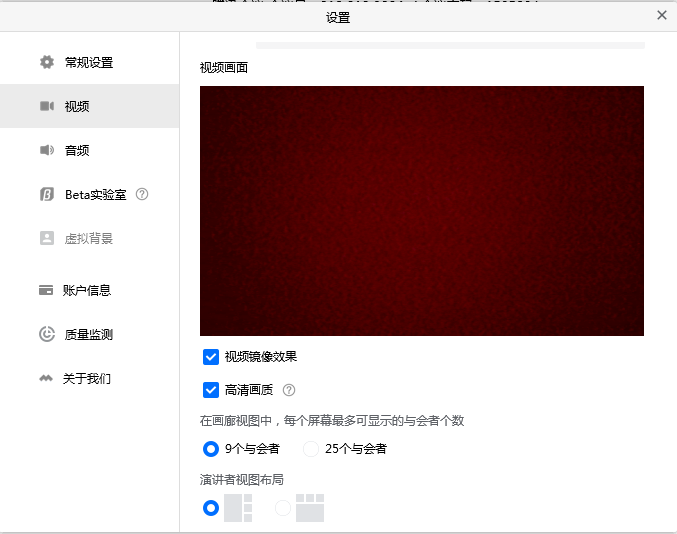 设置
常规设置
视频
音频
Beta实验室
虚拟背景
账户信息
质量监测
关于我们
视频画面
视频镜像效果
高清画质
在画廊视图中，每个屏幕最多可显示的与会者个数
9个与会者 25个与会者
演讲者视图布局